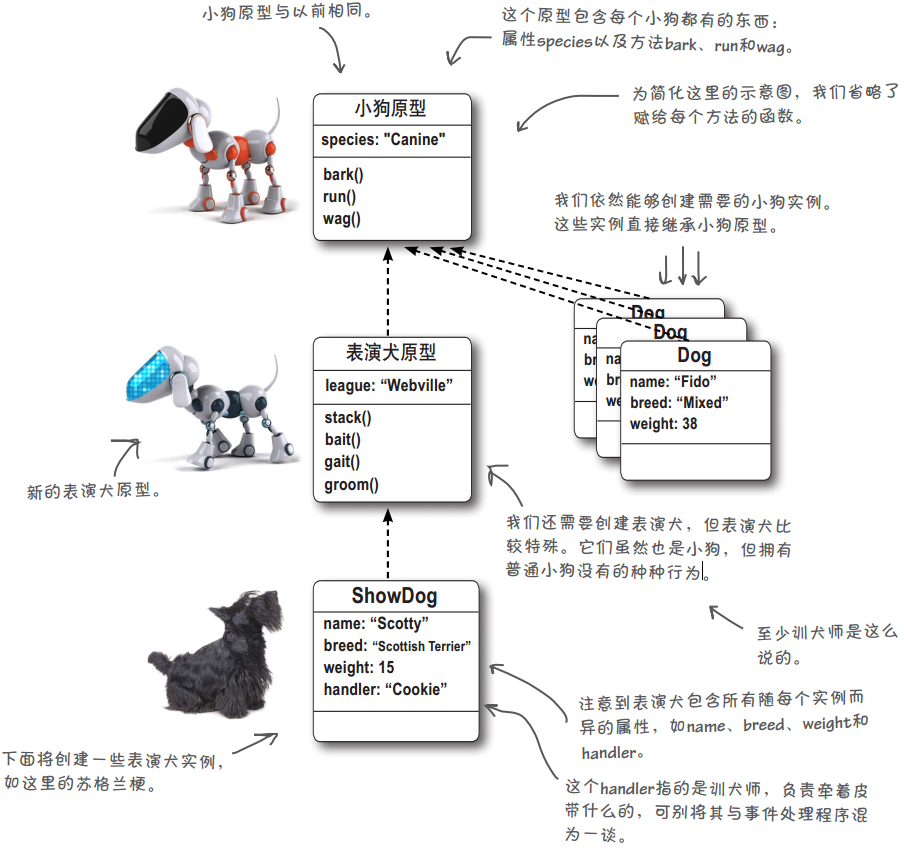 小狗原型与以前相同。
这个原型包含每个小狗都有的东西：
属性species以及方法bark、run和wag。
小狗原型
species: "Canine"
bark()
run()
wag()
为简化这里的示意图，我们省略了
赋给每个方法的函数。
我们依然能够创建需要的小狗实例。
这些实例直接继承小狗原型。
Dog
Dog
Dog
name: “Fido”
breed: “Mixed”
weight: 38
表演犬原型
league: “Webville”
stack()
bait()
gait()
groom()
新的表演犬原型。
我们还需要创建表演犬，但表演犬比
较特殊。它们虽然也是小狗，但拥有
普通小狗没有的种种行为。
至少训犬师是这么
说的。
ShowDog
name: “Scotty”
breed: “Scottish Terrier”
weight: 15
handler: “Cookie”
下面将创建一些表演犬实例，
如这里的苏格兰梗。
注意到表演犬包含所有随每个实例而
异的属性，如name、breed、weight和
handler。
这个handler指的是训犬师，负责牵着皮
带什么的，可别将其与事件处理程序混
为一谈。